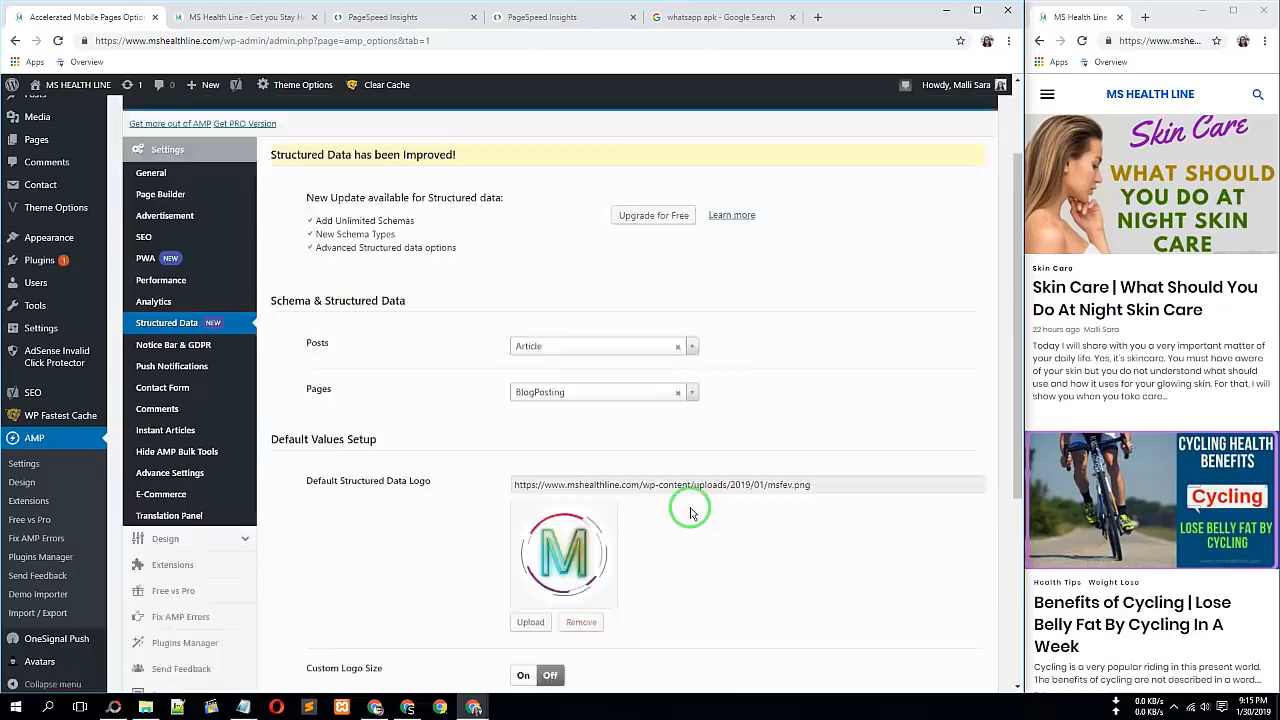 Accelerated Mobile Pages Optio
MS Health Line - Get you Stay H
PageSpeed Insights
PageSpeed Insights
whatsapp apk - Google Search
https://www.mshealthline.com/wp-admin/admin.php?page=amp_options&tab=1
Apps
Overview
MS HEALTH LINE
1
0
New
Theme Options
Clear Cache
Howdy, Malli Sara
Posts
Media
Pages
Comments
Contact
Theme Options
Appearance
Plugins 1
Users
Tools
Settings
AdSense Invalid
Click Protector
SEO
WP Fastest Cache
AMP
Settings
Design
Extensions
Free vs Pro
Fix AMP Errors
Plugins Manager
Send Feedback
Demo Importer
Import / Export
OneSignal Push
Avatars
Collapse menu
Get more out of AMP Get PRO Version
Settings
General
Page Builder
Advertisement
SEO
PWA NEW
Performance
Analytics
Structured Data NEW
Notice Bar & GDPR
Push Notifications
Contact Form
Comments
Instant Articles
Hide AMP Bulk Tools
Advance Settings
E-Commerce
Translation Panel
Design
Extensions
Free vs Pro
Fix AMP Errors
Plugins Manager
Send Feedback
Structured Data has been Improved!
New Update available for Structured data:
✓ Add Unlimited Schemas
✓ New Schema Types
✓ Advanced Structured data options
Upgrade for Free
Learn more
Schema & Structured Data
Posts
Article
Pages
BlogPosting
Default Values Setup
Default Structured Data Logo
https://www.mshealthline.com/wp-content/uploads/2019/01/msfev.png
M
Upload
Remove
Custom Logo Size
On
Off
MS Health Line
https://www.mshe...
Apps
Overview
MS HEALTH LINE
Skin Care
WHAT SHOULD
YOU DO AT
NIGHT SKIN
CARE
Skin Care
Skin Care | What Should You
Do At Night Skin Care
22 hours ago Malli Sara
Today I will share with you a very important matter of
your daily life. Yes, it's skincare. You must have aware
of your skin but you do not understand what should
use and how it uses for your glowing skin. For that, I will
show you when you take care...
CYCLING HEALTH
BENEFITS
Cycling
LOSE BELLY FAT BY
CYCLING
Health Tips Weight Loss
Benefits of Cycling | Lose
Belly Fat By Cycling In A
Week
Cycling is a very popular riding in this present world.
The benefits of cycling are not described in a word...
0.0 KB/s
0.0 KB/s
9:15 PM
1/30/2019